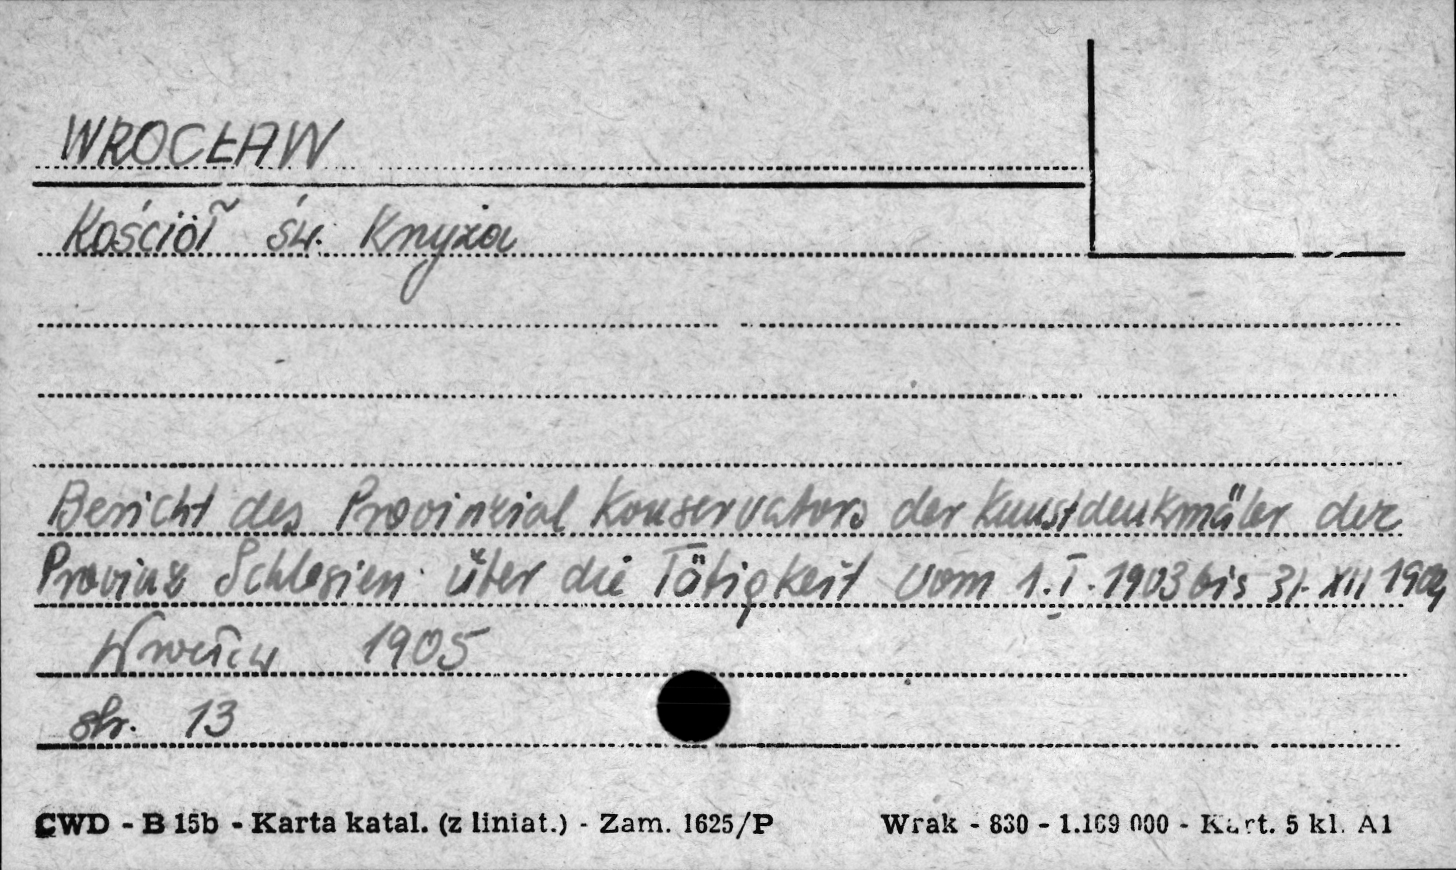 WROCŁAW
Kościół św. Krzyża
Bericht des Provinzial Konservators der Kunstdenkmäler der
Provinz Schlesien über die Tätigkeit vom 1.I.1903 bis 31.XII 1904
Wrocław 1905
str. 13
CWD - B 15b - Karta katal. (z liniat.) - Zam. 1625/P Wrak - 830 - 1.169 000 - Kart. 5 kl. A1